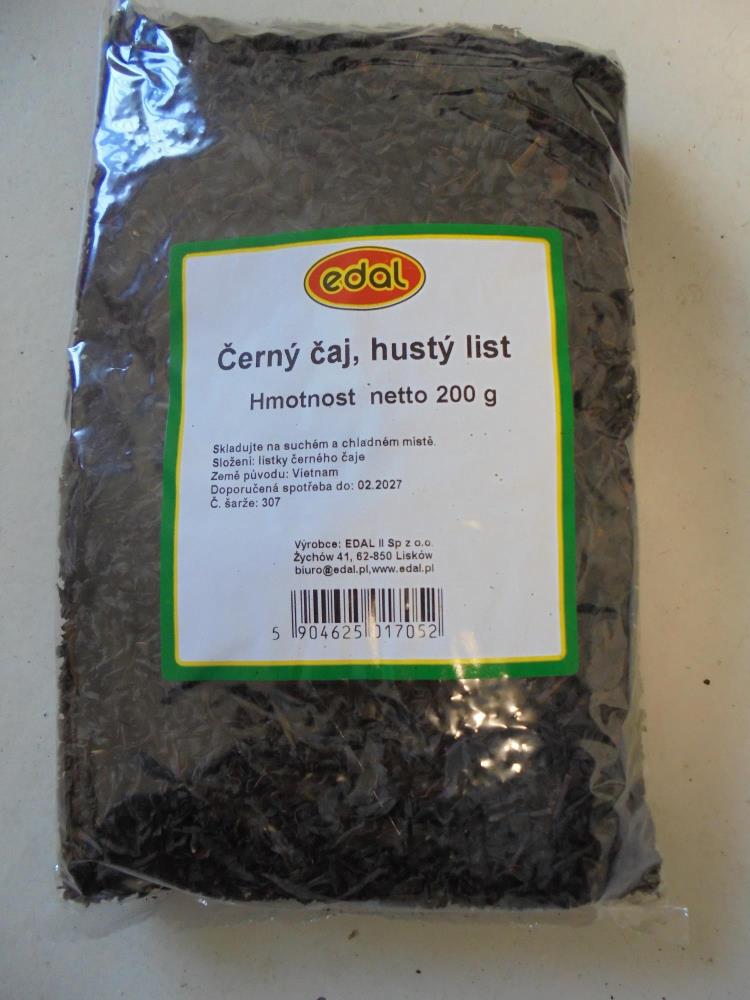 edal
Černý čaj, hustý list
Hmotnost netto 200 g
Skladujte na suchém a chladném místě.
Složení: lístky černého čaje
Země původu: Vietnam
Doporučená spotřeba do: 02.2027
Č. šarže: 307
Výrobce: EDAL II Sp z o.o.
Żychów 41, 62-850 Lisków
biuro@edal.pl,www.edal.pl
5 904625 017052